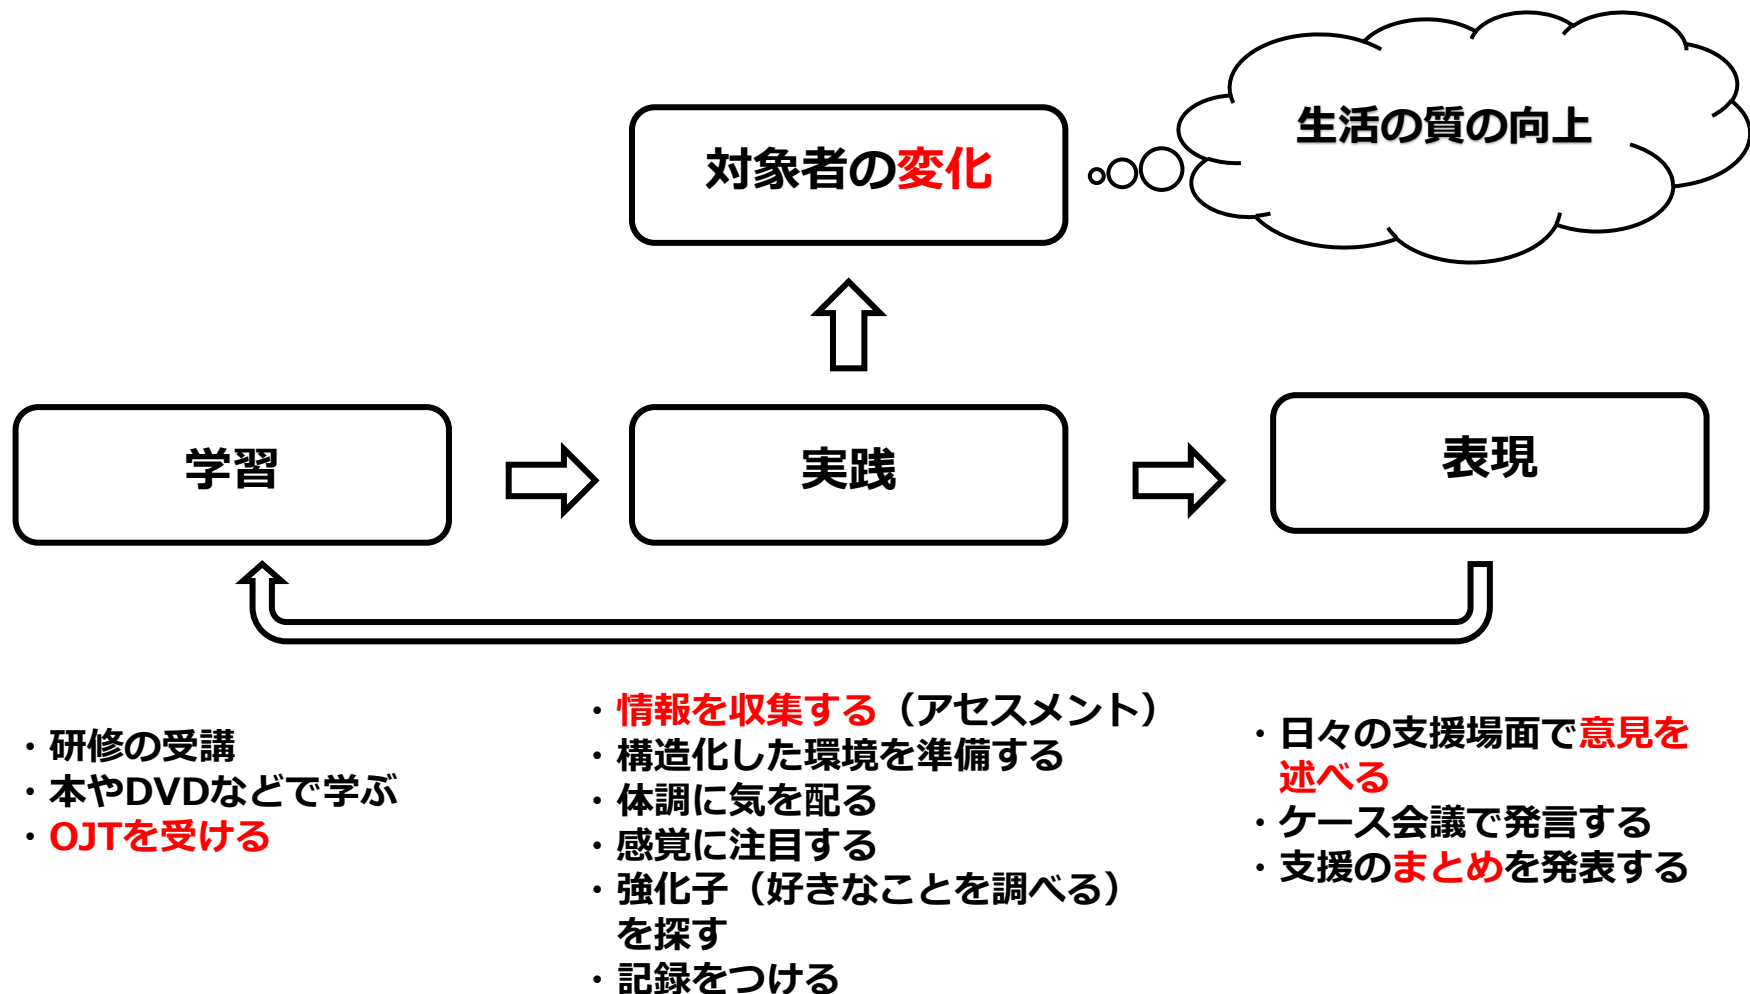 生活の質の向上
対象者の変化
学習
実践
表現
・研修の受講
・本やDVDなどで学ぶ
・OJTを受ける
・情報を収集する（アセスメント）
・構造化した環境を準備する
・体調に気を配る
・感覚に注目する
・強化子（好きなことを調べる）
を探す
・記録をつける
・日々の支援場面で意見を
述べる
・ケース会議で発言する
・支援のまとめを発表する